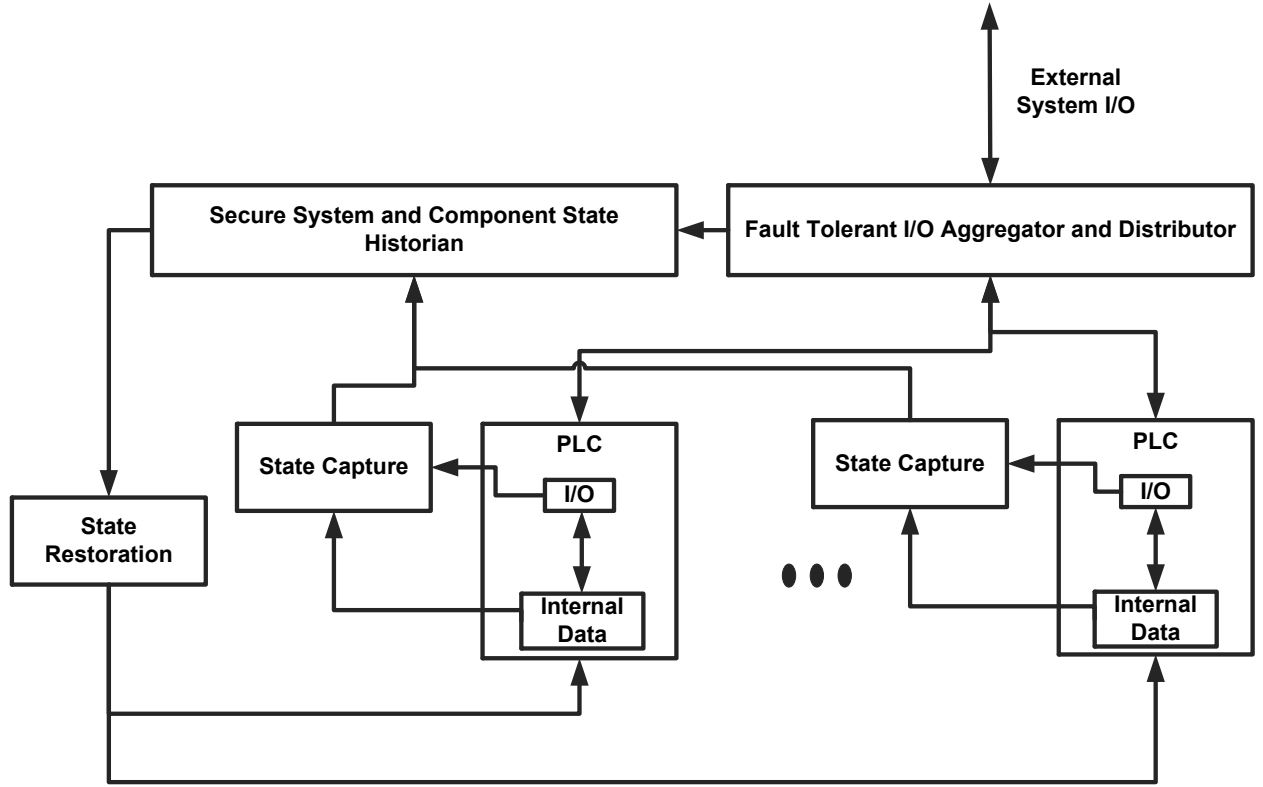 External
System I/O
Secure System and Component State
Historian
Fault Tolerant I/O Aggregator and Distributor
State Capture
PLC
I/O
Internal
Data
State Capture
PLC
I/O
Internal
Data
State
Restoration